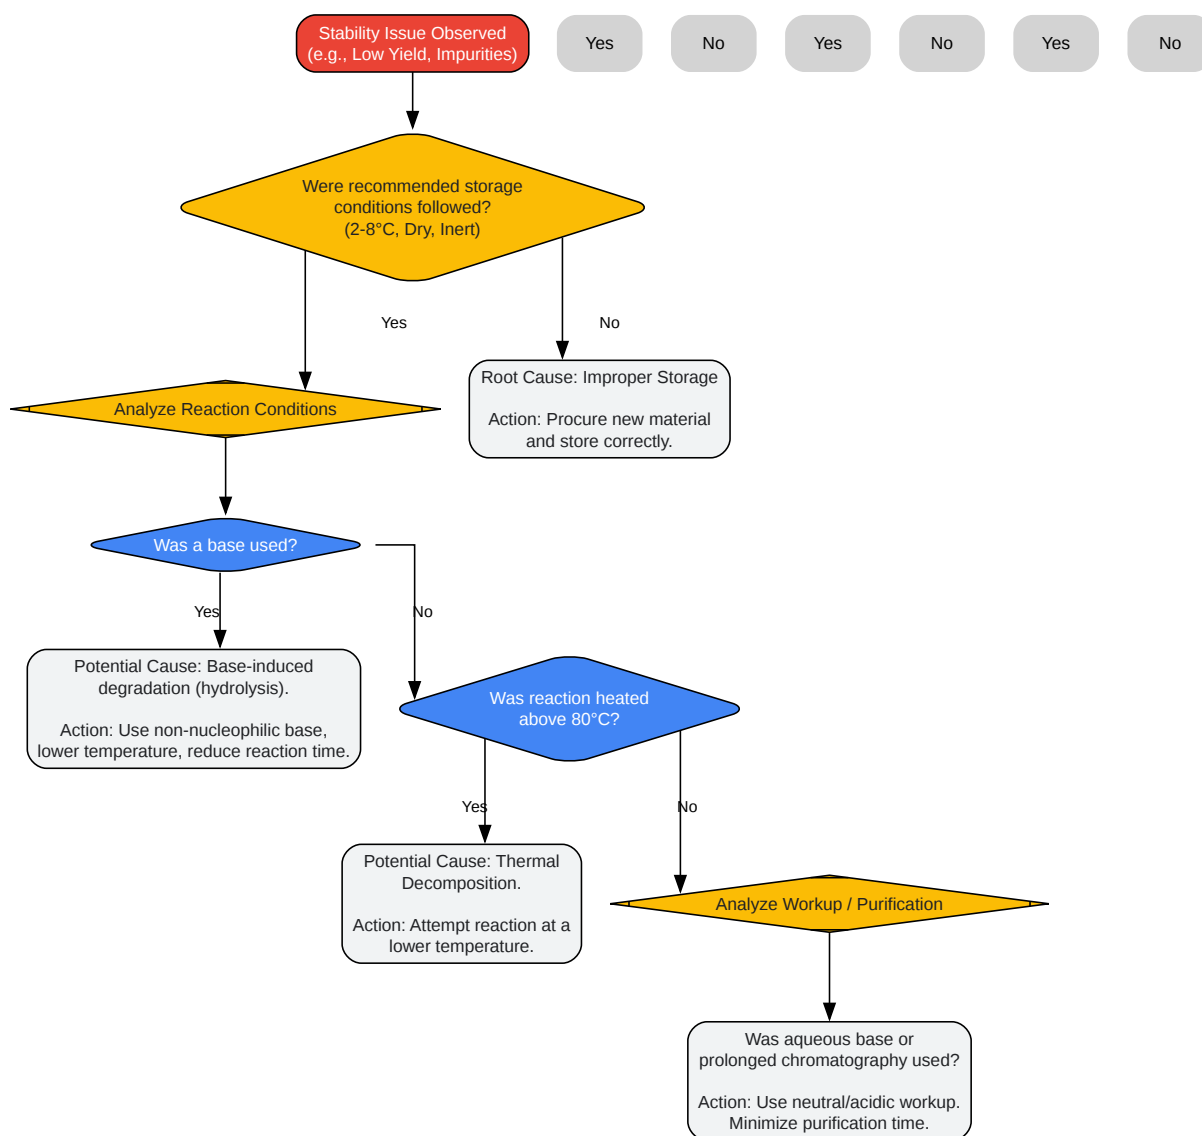 Stability Issue Observed
(e.g., Low Yield, Impurities)
Yes
No
Yes
No
Yes
No
Were recommended storage
conditions followed?
(2-8°C, Dry, Inert)
Yes
No
Analyze Reaction Conditions
Root Cause: Improper Storage
Action: Procure new material
and store correctly.
Was a base used?
Yes
No
Potential Cause: Base-induced
degradation (hydrolysis).
Action: Use non-nucleophilic base,
lower temperature, reduce reaction time.
Was reaction heated
above 80°C?
Yes
No
Potential Cause: Thermal
Decomposition.
Action: Attempt reaction at a
lower temperature.
Analyze Workup / Purification
Was aqueous base or
prolonged chromatography used?
Action: Use neutral/acidic workup.
Minimize purification time.